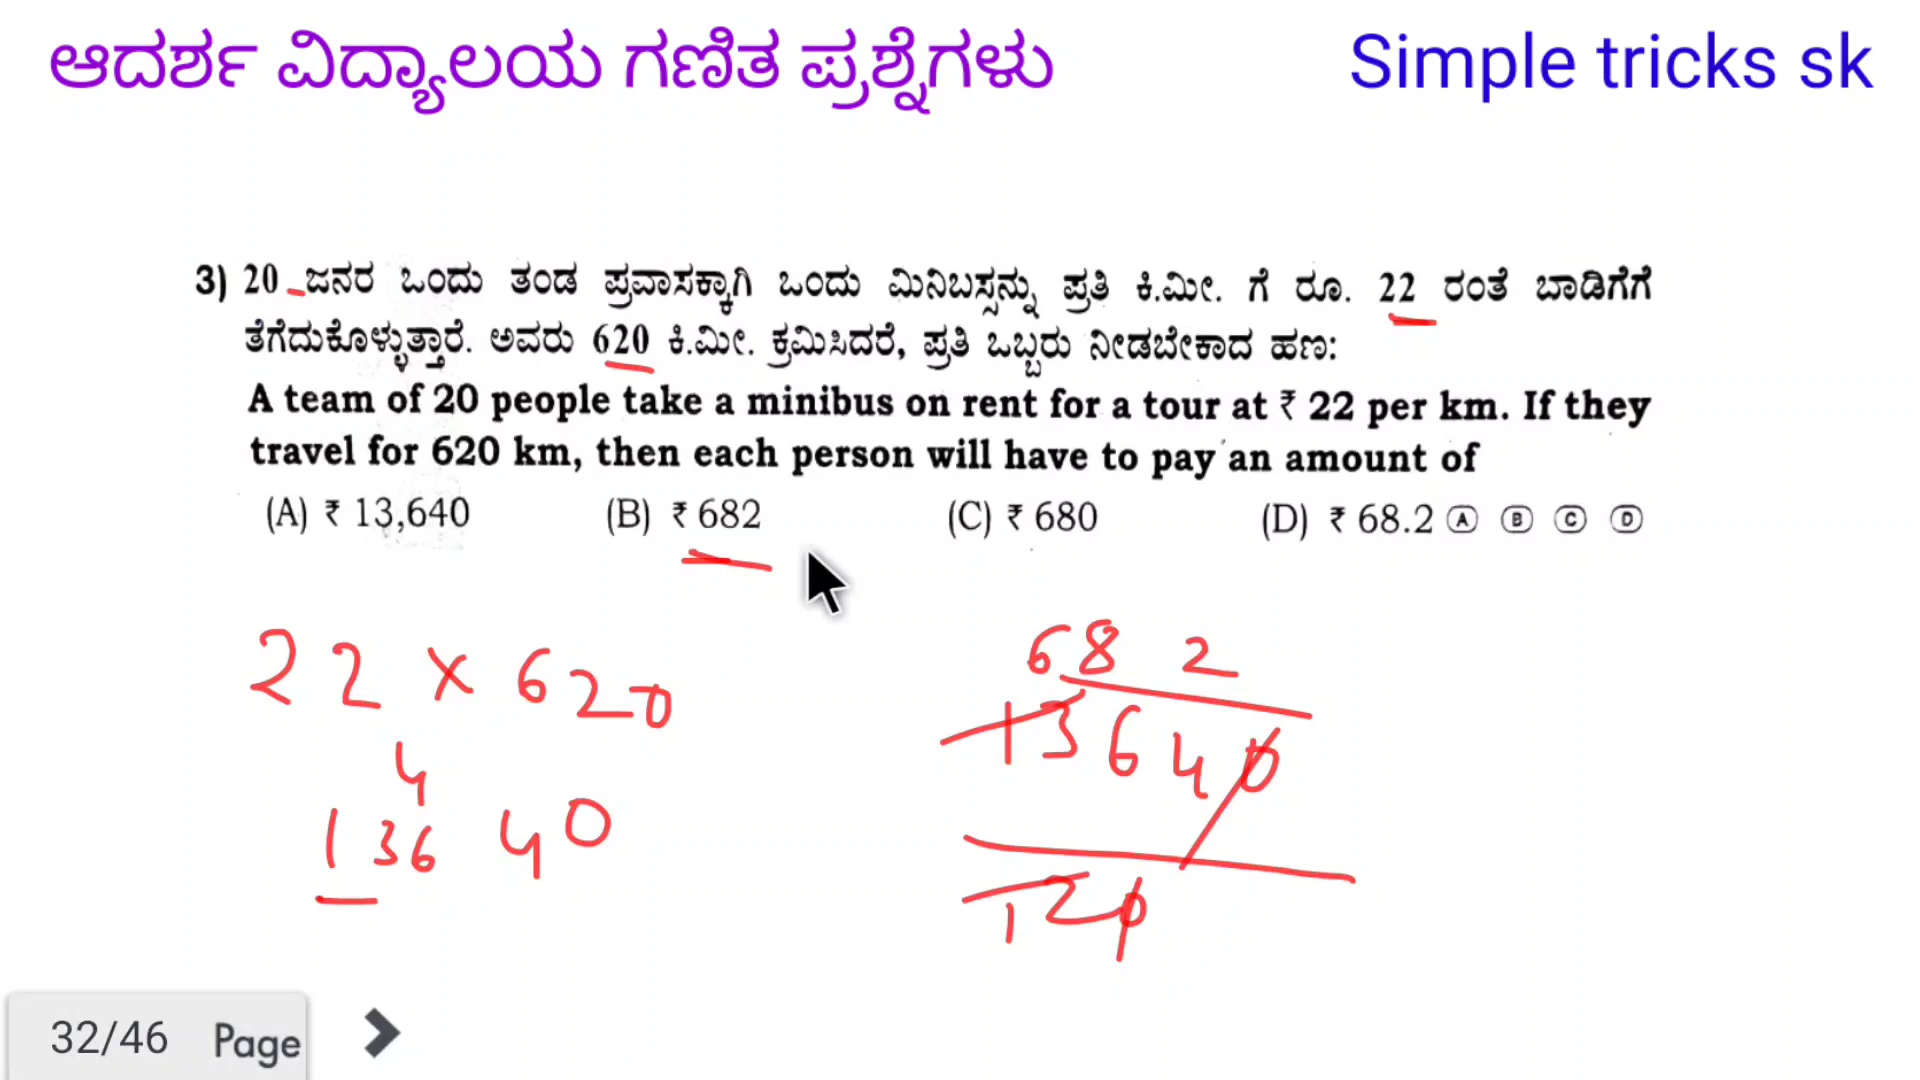 ಆದರ್ಶ ವಿದ್ಯಾಲಯ ಗಣಿತ ಪ್ರಶ್ನೆಗಳು Simple tricks sk
3) 20 ಜನರ ಒಂದು ತಂಡ ಪ್ರವಾಸಕ್ಕಾಗಿ ಒಂದು ಮಿನಿಬಸ್ಸನ್ನು ಪ್ರತಿ ಕಿ.ಮೀ. ಗೆ ರೂ. 22 ರಂತೆ ಬಾಡಿಗೆಗೆ
ತೆಗೆದುಕೊಳ್ಳುತ್ತಾರೆ. ಅವರು 620 ಕಿ.ಮೀ. ಕ್ರಮಿಸಿದರೆ, ಪ್ರತಿ ಒಬ್ಬರು ನೀಡಬೇಕಾದ ಹಣ:
A team of 20 people take a minibus on rent for a tour at ₹ 22 per km. If they
travel for 620 km, then each person will have to pay an amount of
(A) ₹ 13,640 (B) ₹ 682 (C) ₹ 680 (D) ₹ 68.2 Ⓐ Ⓑ Ⓒ Ⓓ
22 × 620
4
13640
682
13640
120
32/46 Page